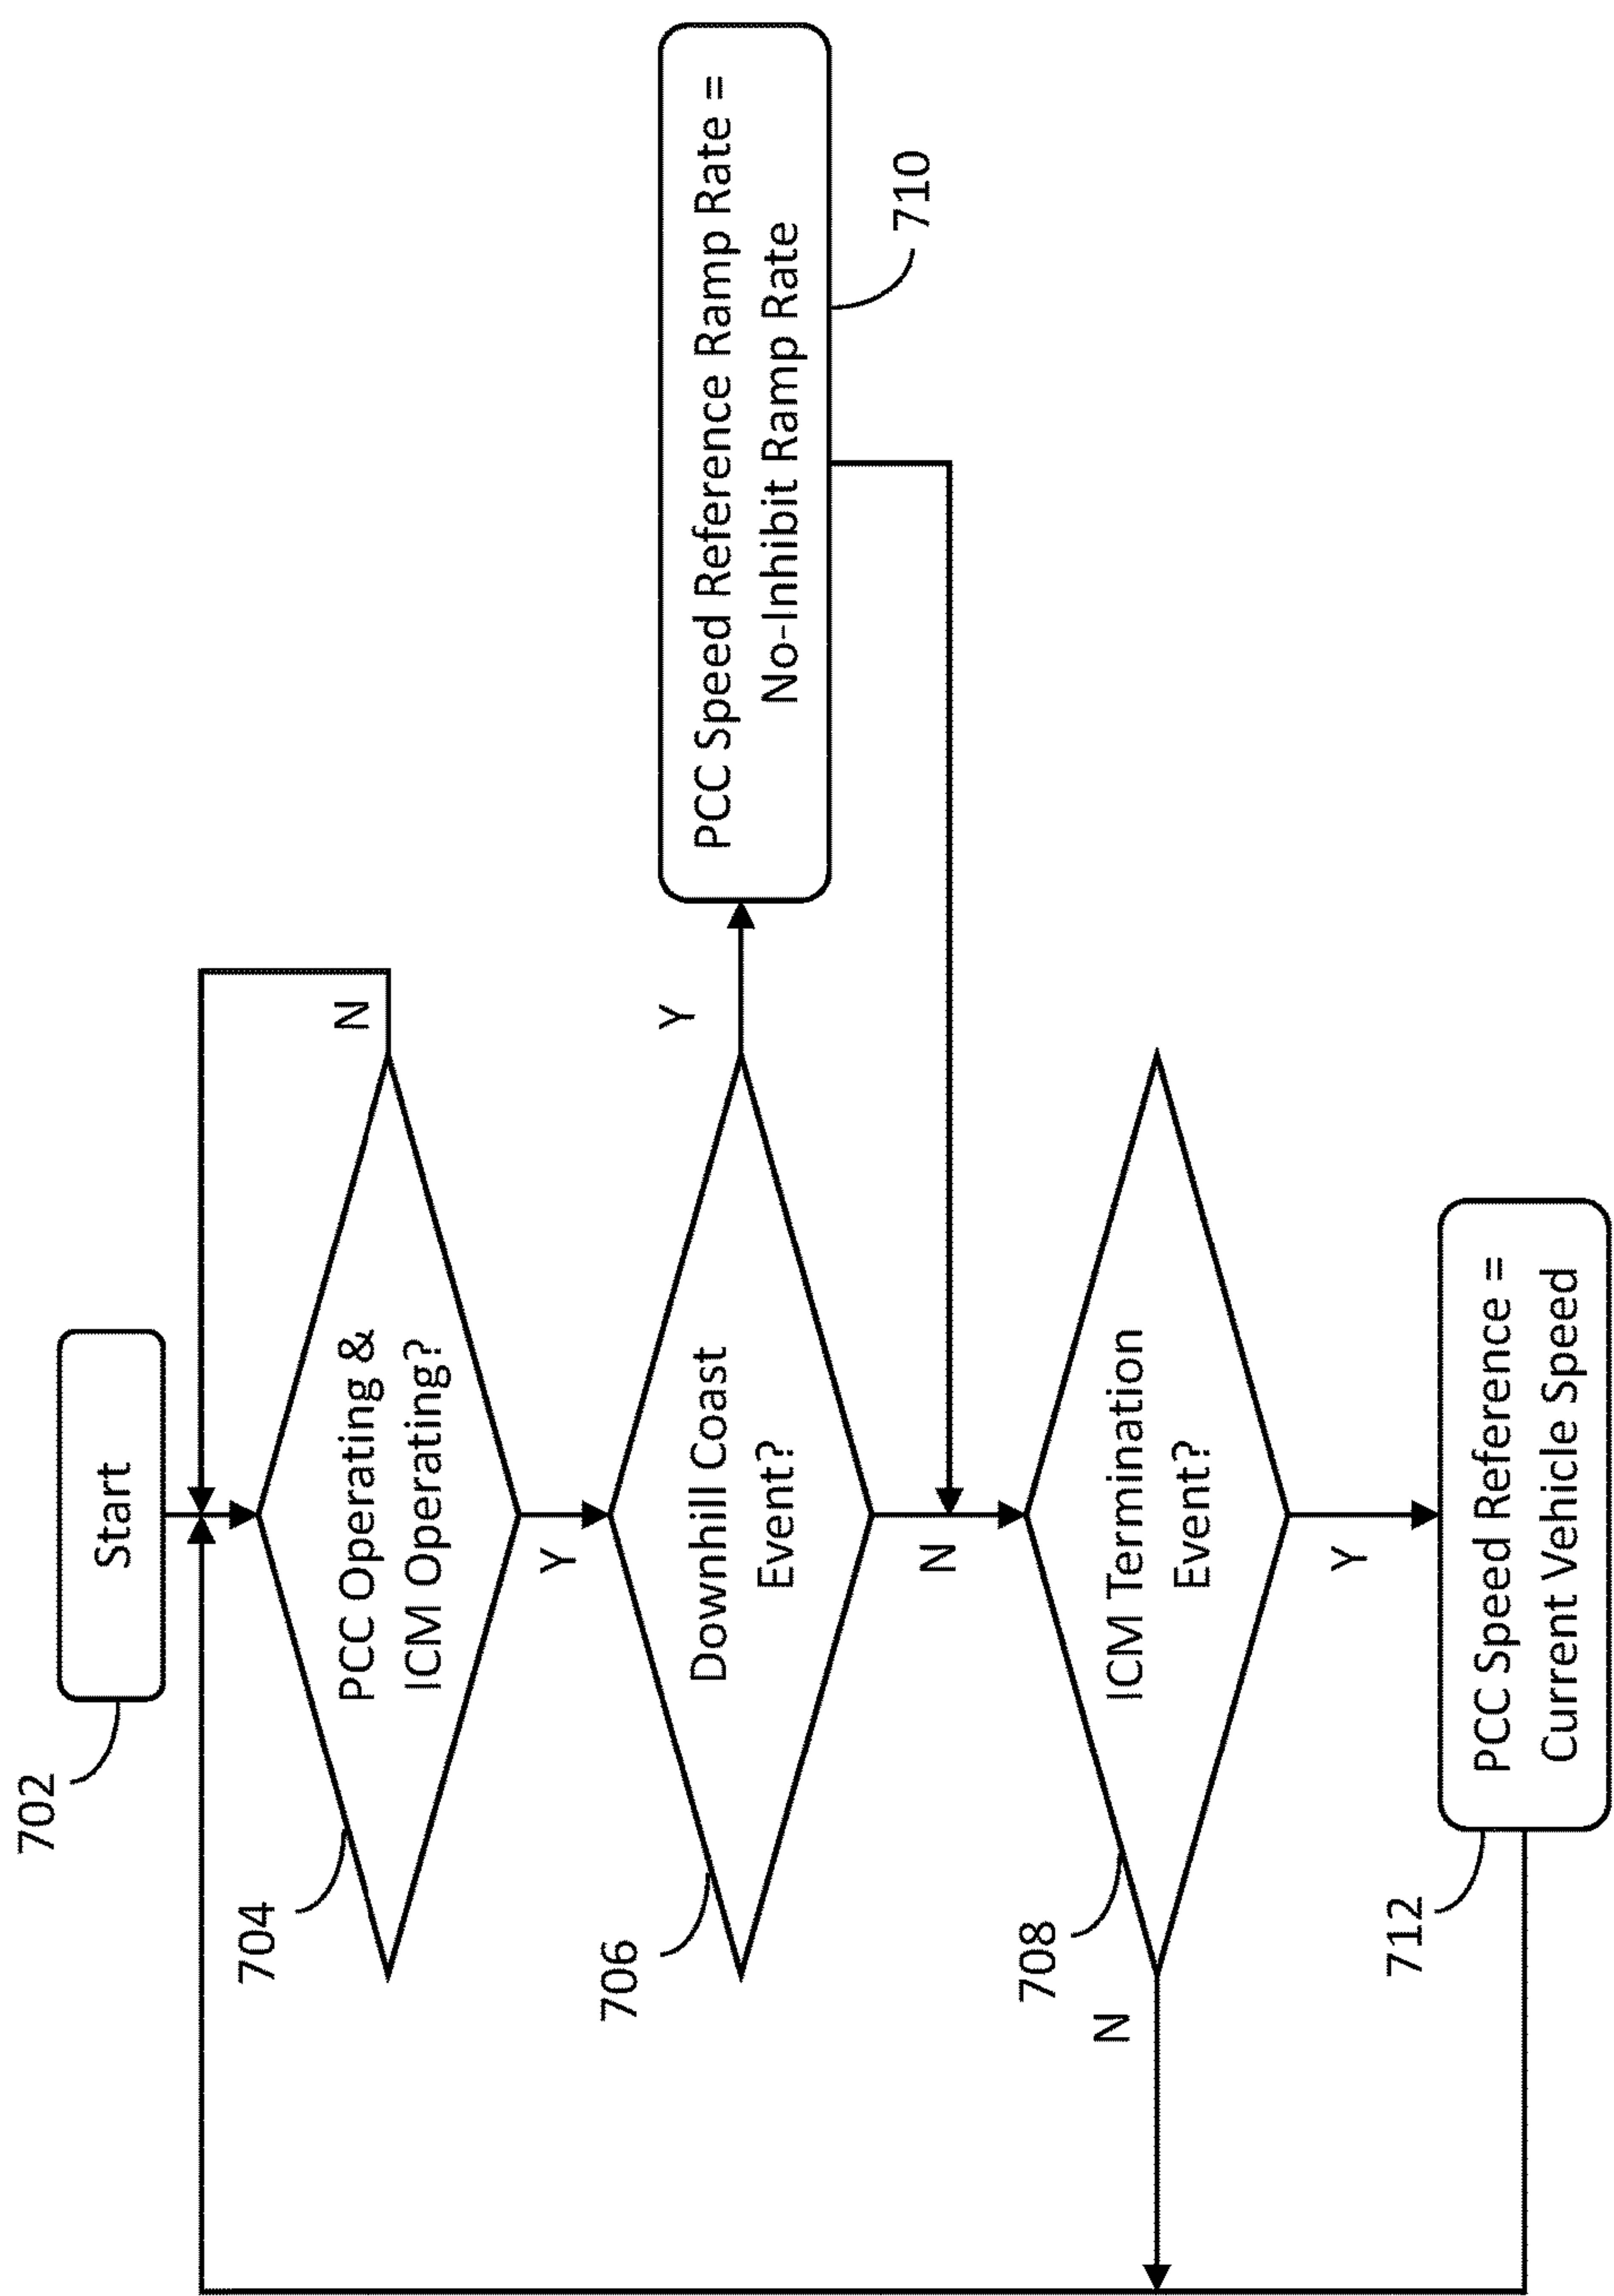 702
Start
704
PCC Operating &
ICM Operating?
N
Y
706
Downhill Coast
Event?
Y
PCC Speed Reference Ramp Rate =
No-Inhibit Ramp Rate
710
N
708
ICM Termination
Event?
N
Y
712
PCC Speed Reference =
Current Vehicle Speed